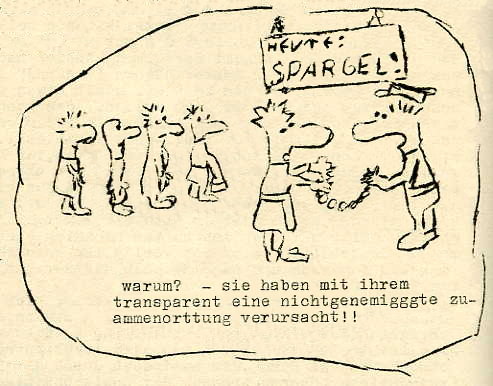 HEUTE:
SPARGEL!
warum? - sie haben mit ihrem
transparent eine nichtgenemigggte zu-
ammenorttung verursacht!!